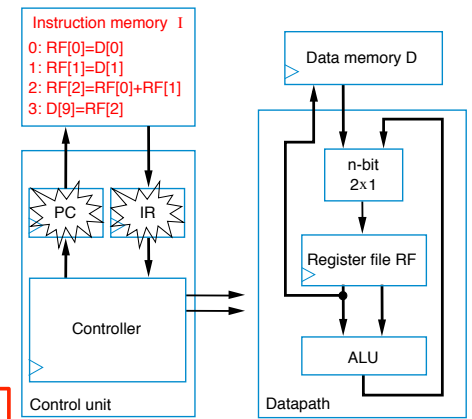 Instruction memory I
0: RF[0]=D[0]
1: RF[1]=D[1]
2: RF[2]=RF[0]+RF[1]
3: D[9]=RF[2]
PC
IR
Controller
Control unit
Data memory D
n-bit
2x1
Register file RF
ALU
Datapath